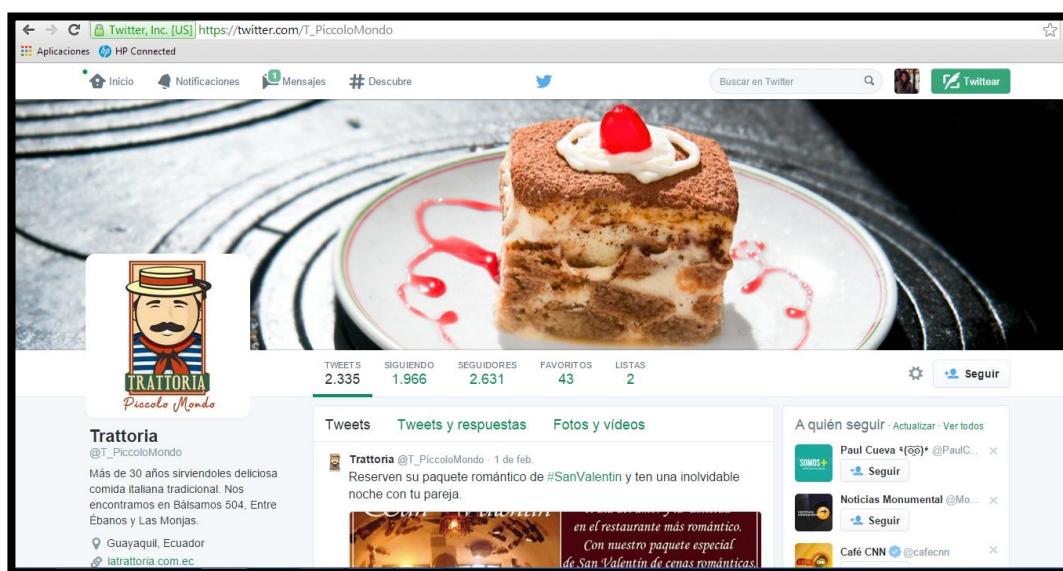 Twitter, Inc. [US] https://twitter.com/T_PiccoloMondo
Aplicaciones HP Connected
Inicio Notificaciones 1 Mensajes # Descubre Buscar en Twitter Twittear
TRATTORIA
Piccolo Mondo
TWEETS SIGUIENDO SEGUIDORES FAVORITOS LISTAS
2.335 1.966 2.631 43 2
Seguir
Trattoria
@T_PiccoloMondo
Más de 30 años sirviendoles deliciosa
comida italiana tradicional. Nos
encontramos en Bálsamos 504, Entre
Ébanos y Las Monjas.
Guayaquil, Ecuador
latrattoria.com.ec
Tweets Tweets y respuestas Fotos y vídeos
Trattoria @T_PiccoloMondo · 1 de feb.
Reserven su paquete romántico de #SanValentin y ten una inolvidable
noche con tu pareja.
San Valentín
en el restaurante más romántico.
Con nuestro paquete especial
de San Valentín de cenas románticas
A quién seguir · Actualizar · Ver todos
SOMOS+
Paul Cueva @PaulC...
Seguir
Noticias Monumental @Mo...
Seguir
Café CNN @cafecnn